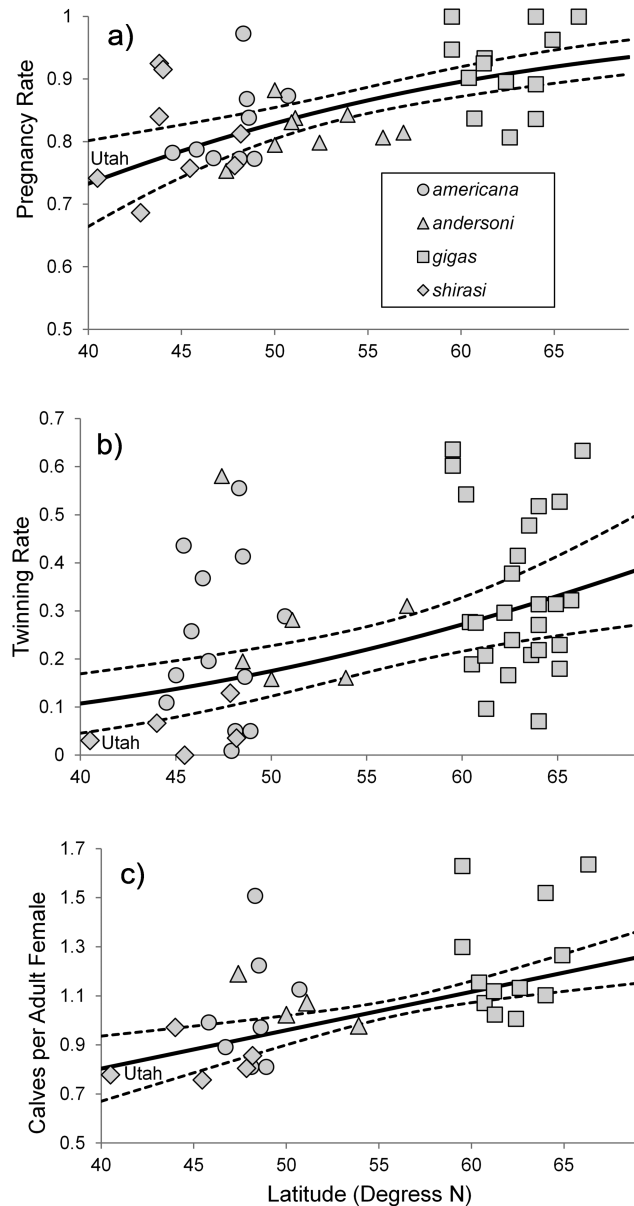 a)
Pregnancy Rate
1
0.9
0.8
0.7
0.6
0.5
Utah
americana
andersoni
gigas
shirasi
40 45 50 55 60 65
b)
Twinning Rate
0.7
0.6
0.5
0.4
0.3
0.2
0.1
0
Utah
40 45 50 55 60 65
c)
Calves per Adult Female
1.7
1.5
1.3
1.1
0.9
0.7
0.5
Utah
40 45 50 55 60 65
Latitude (Degress N)